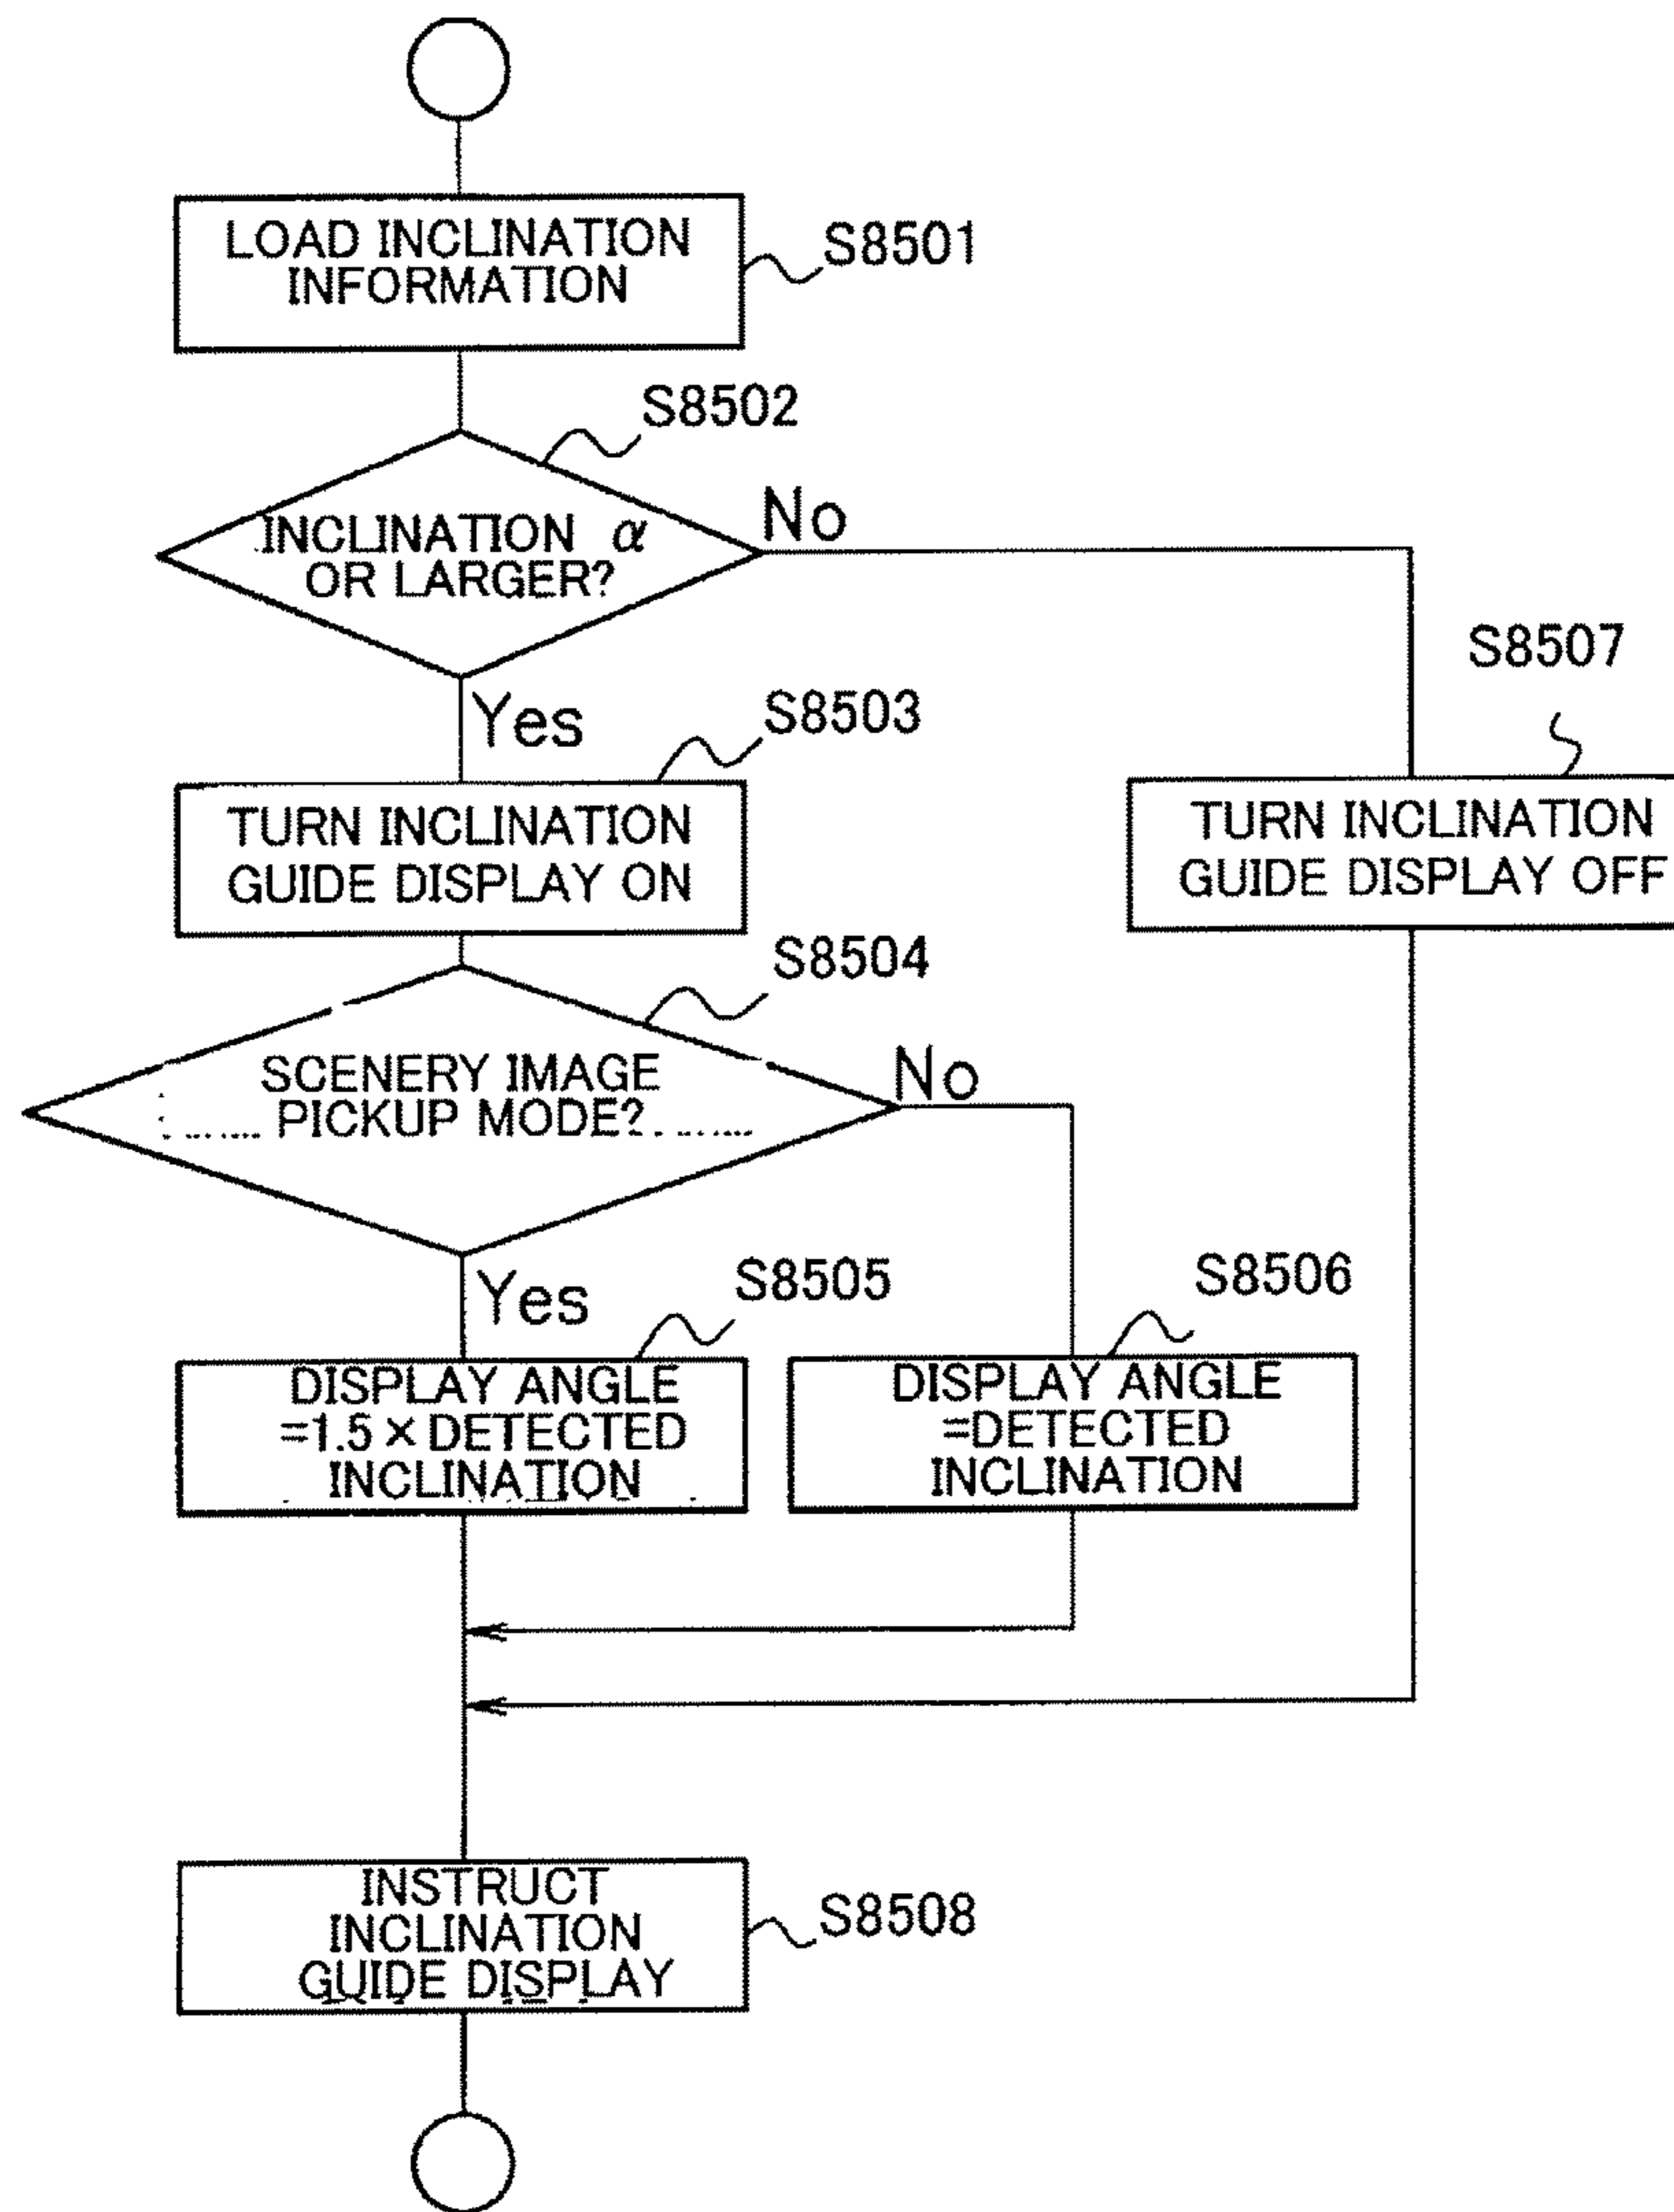 LOAD INCLINATION
INFORMATION
S8501
S8502
INCLINATION α
OR LARGER?
No
Yes
S8503
S8507
TURN INCLINATION
GUIDE DISPLAY ON
TURN INCLINATION
GUIDE DISPLAY OFF
S8504
SCENERY IMAGE
PICKUP MODE?
No
Yes
S8505
S8506
DISPLAY ANGLE
=1.5×DETECTED
INCLINATION
DISPLAY ANGLE
=DETECTED
INCLINATION
INSTRUCT
INCLINATION
GUIDE DISPLAY
S8508